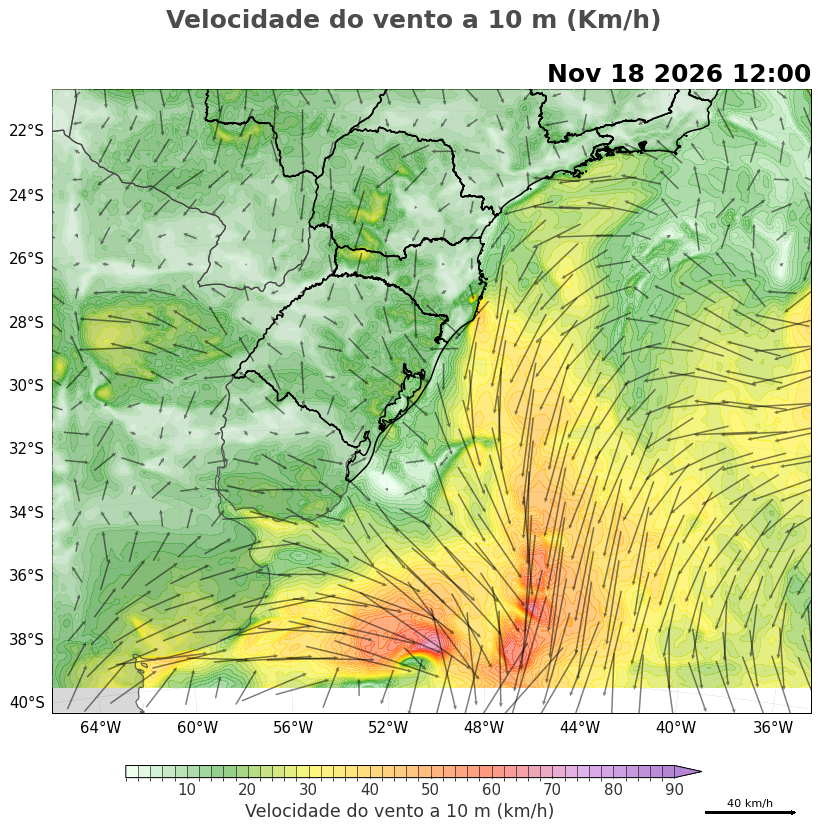 Velocidade do vento a 10 m (Km/h)
Nov 18 2026 12:00
22°S
24°S
26°S
28°S
30°S
32°S
34°S
36°S
38°S
40°S
64°W 60°W 56°W 52°W 48°W 44°W 40°W 36°W
10 20 30 40 50 60 70 80 90
Velocidade do vento a 10 m (km/h)
40 km/h